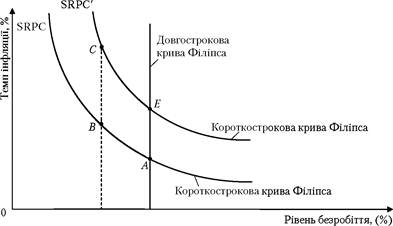 SRPC'
SRPC
Темп інфляції, %
C
Довгострокова
крива Філіпса
E
B
Короткострокова крива Філіпса
A
Короткострокова крива Філіпса
0
Рівень безробіття, (%)